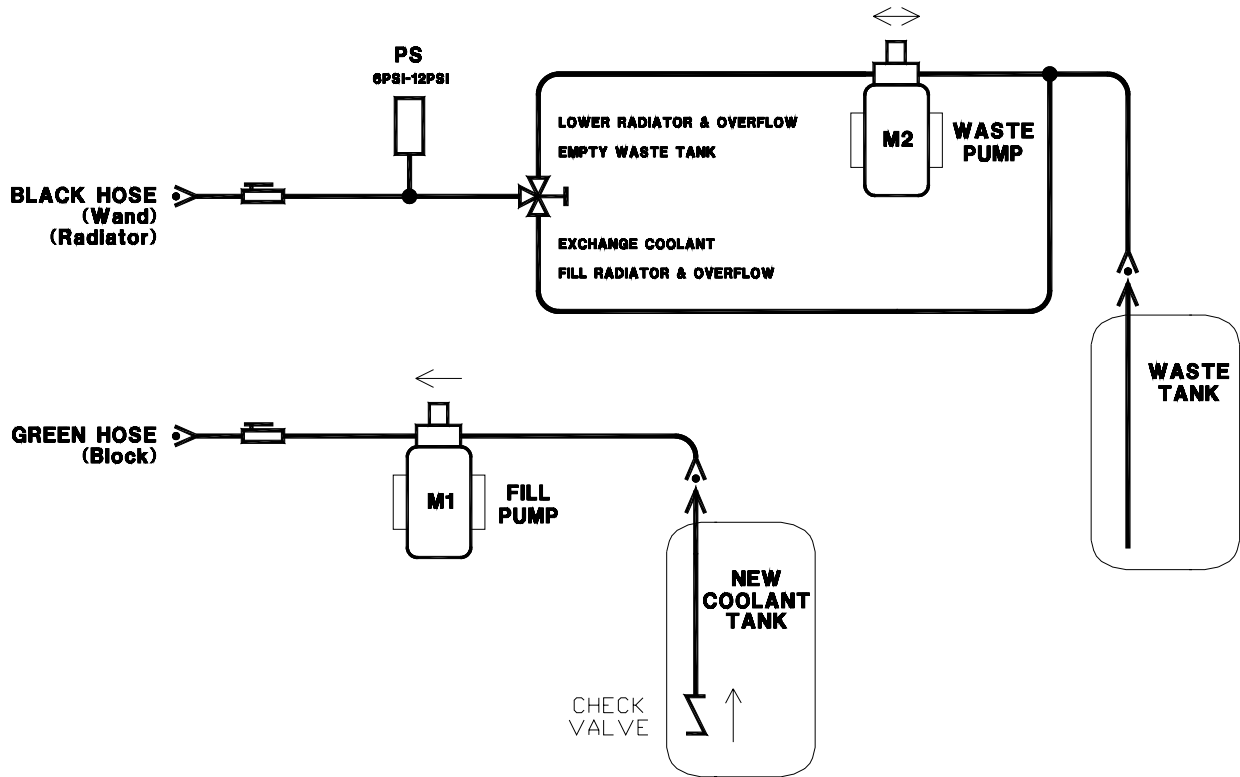 PS
6PSI-12PSI
LOWER RADIATOR & OVERFLOW
EMPTY WASTE TANK
M2
WASTE
PUMP
BLACK HOSE
(Wand)
(Radiator)
EXCHANGE COOLANT
FILL RADIATOR & OVERFLOW
WASTE
TANK
GREEN HOSE
(Block)
M1
FILL
PUMP
NEW
COOLANT
TANK
CHECK
VALVE